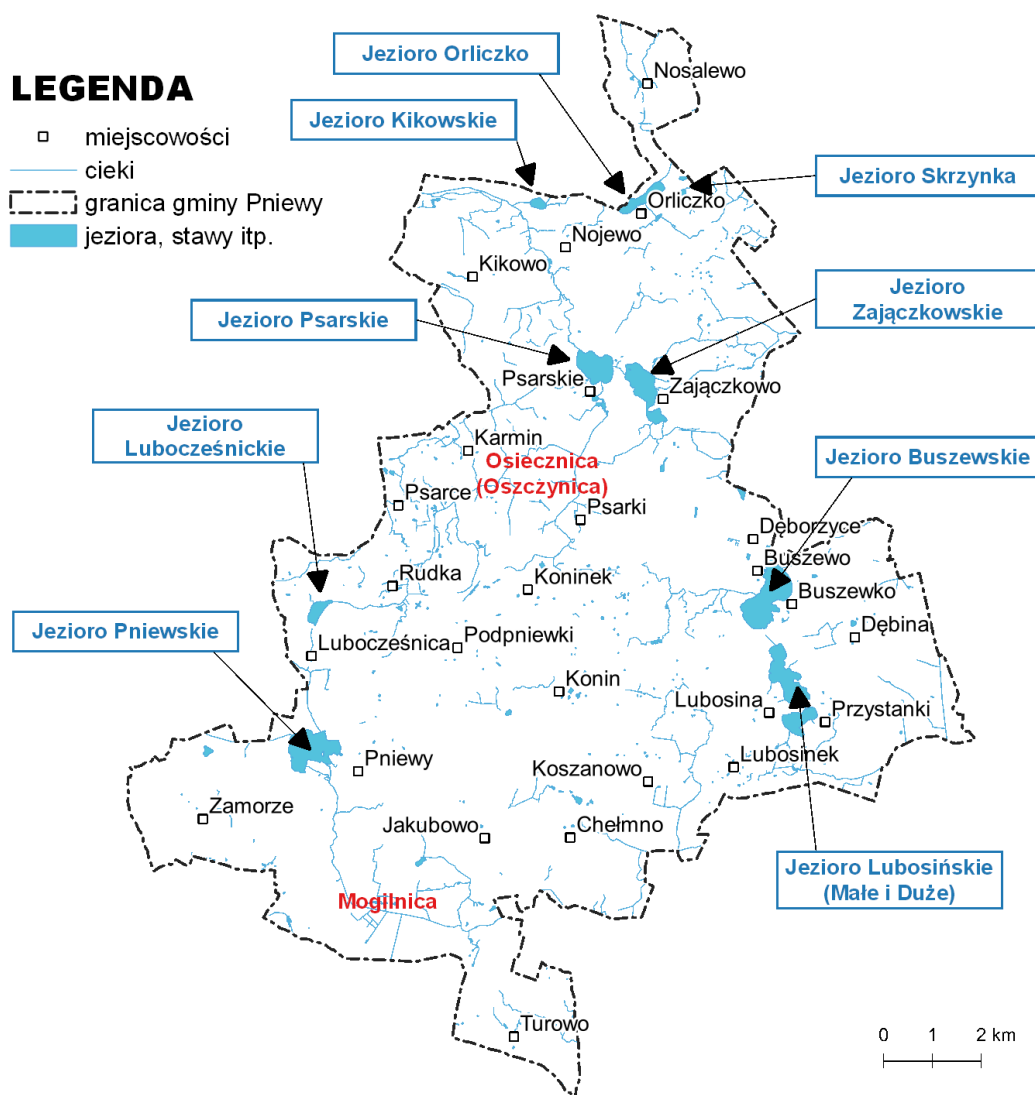 LEGENDA
miejscowości
cieki
granica gminy Pniewy
jeziora, stawy itp.
Jezioro Orliczko
Nosalewo
Jezioro Kikowskie
Jezioro Skrzynka
Orliczko
Nojewo
Kikowo
Jezioro
Zajączkowskie
Jezioro Psarskie
Psarskie
Zajączkowo
Jezioro
Lubocześnickie
Karmin
Osiecznica
(Oszczynica)
Jezioro Buszewskie
Psarce
Psarki
Dęborzyce
Buszewo
Rudka
Koninek
Buszewko
Jezioro Pniewskie
Lubocześnica
Podpniewki
Dębina
Konin
Lubosina
Przystanki
Pniewy
Koszanowo
Lubosinek
Zamorze
Jakubowo
Chełmno
Jezioro Lubosińskie
(Małe i Duże)
Mogilnica
Turowo
0 1 2 km